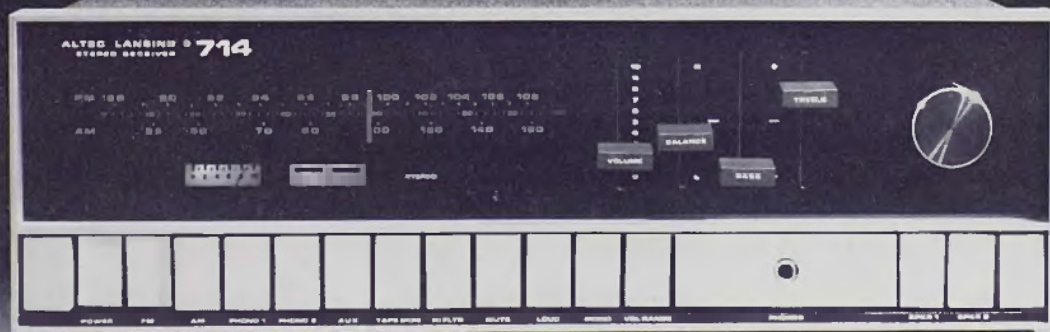 ALTEC LANSING ® 714
STEREO RECEIVER
FM 88 90 92 94 96 98 100 102 104 106 108
AM 55 70 80 120 140 160
STEREO
VOLUME
BALANCE
BASS
TREBLE
POWER FM AM PHONO 1 PHONO 2 AUX TAPE MON HI FLTR MUTE LOUD MONO VOL RANGE PHONES SPKR 1 SPKR 2